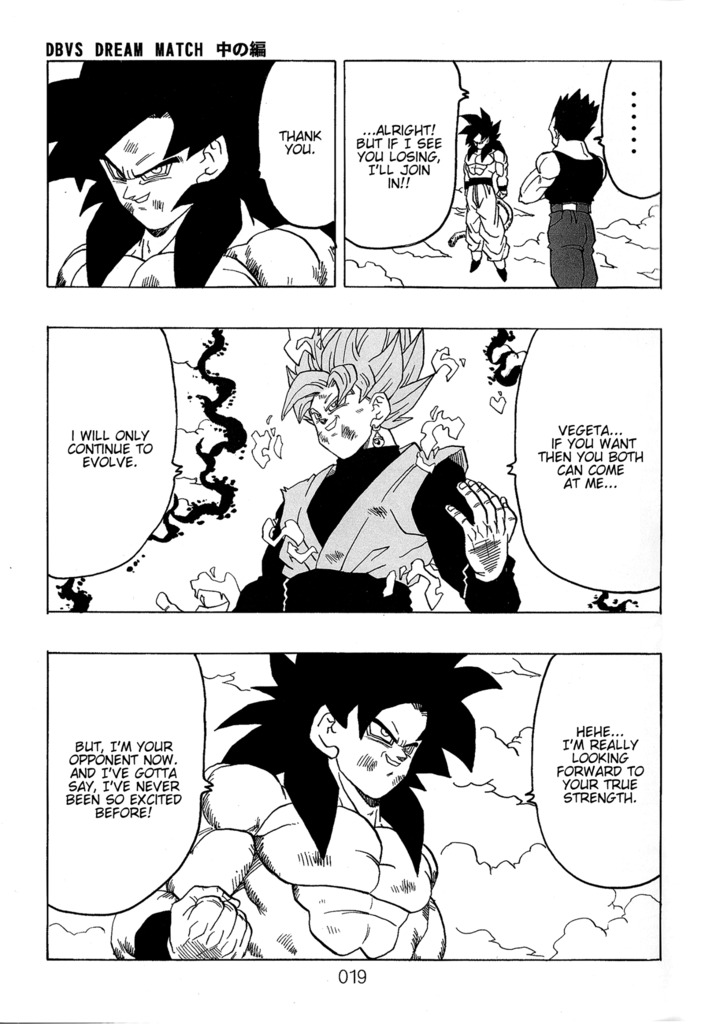 DBVS DREAM MATCH 中の編
......
...ALRIGHT!
BUT IF I SEE
YOU LOSING,
I'LL JOIN
IN!!
THANK
YOU.
VEGETA...
IF YOU WANT
THEN YOU BOTH
CAN COME
AT ME...
I WILL ONLY
CONTINUE TO
EVOLVE.
HEHE...
I'M REALLY
LOOKING
FORWARD TO
YOUR TRUE
STRENGTH.
BUT, I'M YOUR
OPPONENT NOW.
AND I'VE GOTTA
SAY, I'VE NEVER
BEEN SO EXCITED
BEFORE!
019